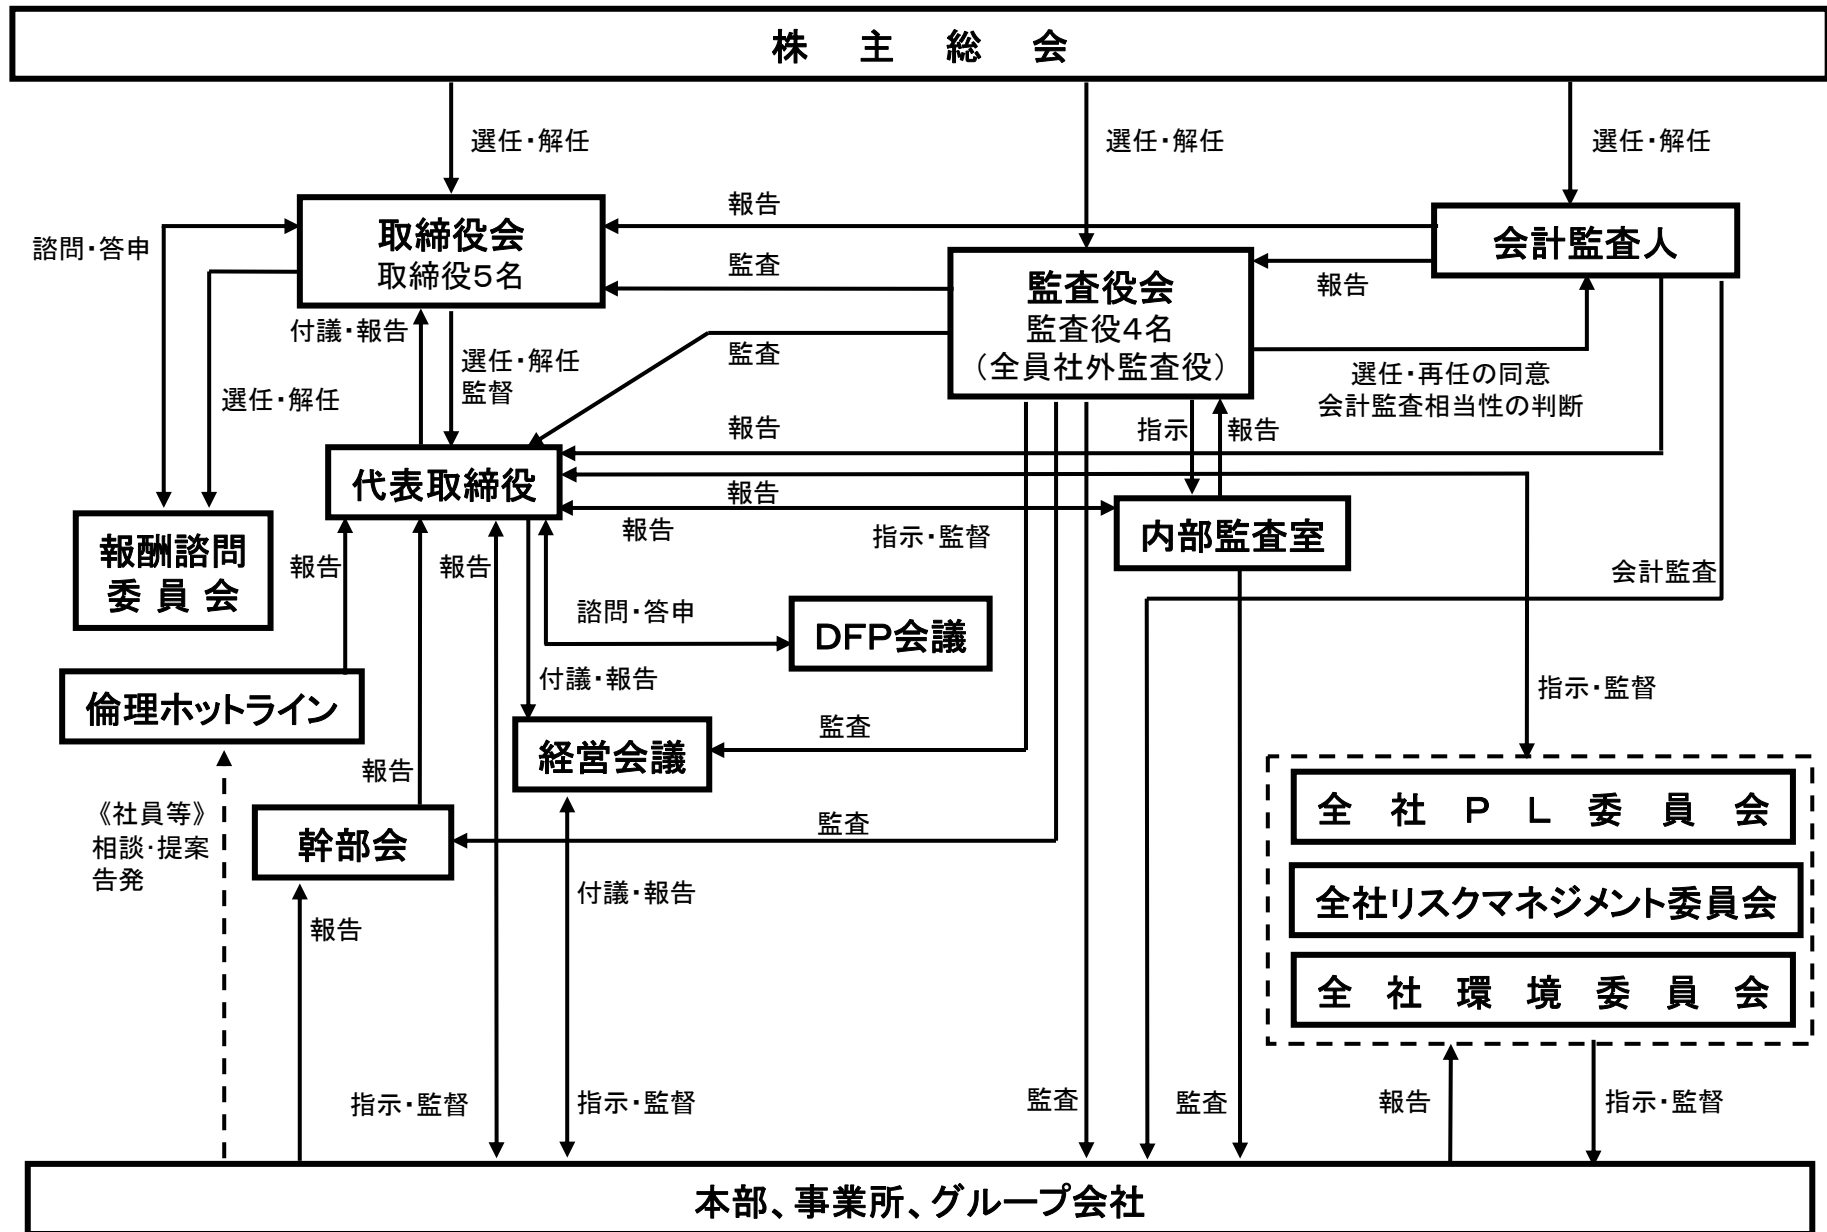 株主総会
選任・解任
選任・解任
選任・解任
取締役会
取締役5名
報告
会計監査人
諮問・答申
監査
監査役会
監査役4名
（全員社外監査役）
報告
付議・報告
選任・解任
監督
監査
選任・解任
選任・再任の同意
会計監査相当性の判断
報告
指示
報告
代表取締役
報告
報告
指示・監督
内部監査室
報酬諮問
委員会
報告
報告
会計監査
諮問・答申
DFP会議
倫理ホットライン
付議・報告
指示・監督
経営会議
監査
報告
《社員等》
相談・提案
告発
幹部会
監査
全社PL委員会
付議・報告
全社リスクマネジメント委員会
報告
全社環境委員会
指示・監督
指示・監督
監査
監査
報告
指示・監督
本部、事業所、グループ会社